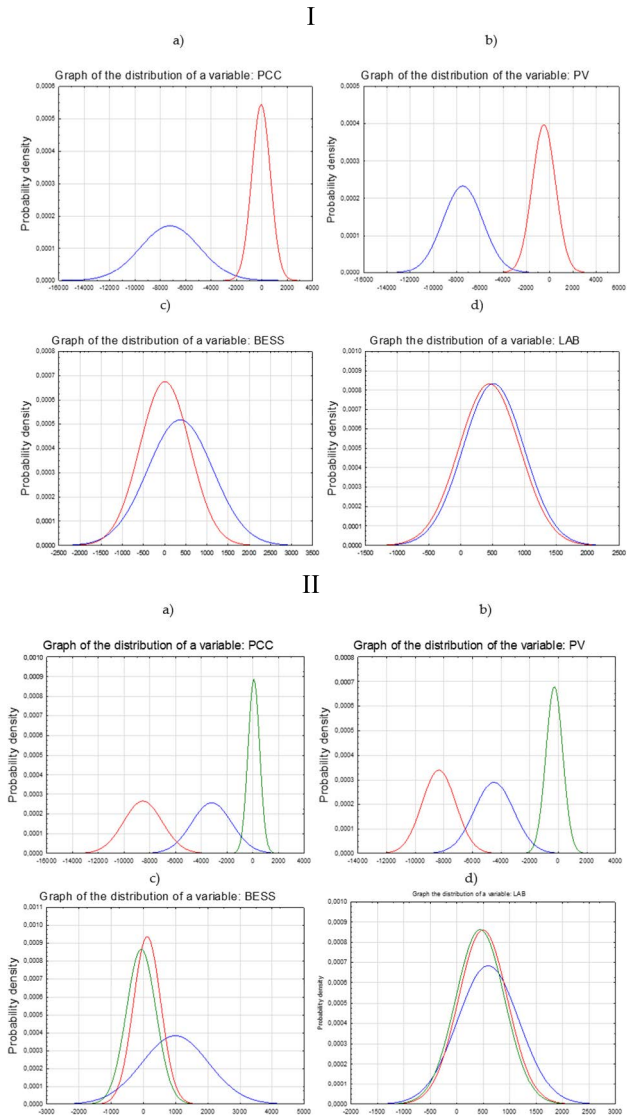 I
a)
b)
Graph of the distribution of a variable: PCC
Graph of the distribution of the variable: PV
0,0006
0,0005
0,0004
0,0003
0,0002
0,0001
0,0000
Probability density
-16000 -14000 -12000 -10000 -8000 -6000 -4000 -2000 0 2000 4000
0,0005
0,0004
0,0003
0,0002
0,0001
0,0000
Probability density
-14000 -12000 -10000 -8000 -6000 -4000 -2000 0 2000 4000 6000
c)
d)
Graph of the distribution of a variable: BESS
Graph the distribution of a variable: LAB
0,0008
0,0007
0,0006
0,0005
0,0004
0,0003
0,0002
0,0001
0,0000
Probability density
-2500 -2000 -1500 -1000 -500 0 500 1000 1500 2000 2500 3000 3500
0,0010
0,0009
0,0008
0,0007
0,0006
0,0005
0,0004
0,0003
0,0002
0,0001
0,0000
Probability density
-1500 -1000 -500 0 500 1000 1500 2000 2500
II
a)
b)
Graph of the distribution of a variable: PCC
Graph of the distribution of the variable: PV
0,0010
0,0009
0,0008
0,0007
0,0006
0,0005
0,0004
0,0003
0,0002
0,0001
0,0000
Probability density
-16000 -14000 -12000 -10000 -8000 -6000 -4000 -2000 0 2000 4000
0,0008
0,0007
0,0006
0,0005
0,0004
0,0003
0,0002
0,0001
0,0000
Probability density
-14000 -12000 -10000 -8000 -6000 -4000 -2000 0 2000 4000
c)
d)
Graph of the distribution of a variable: BESS
Graph the distribution of a variable: LAB
0,0011
0,0010
0,0009
0,0008
0,0007
0,0006
0,0005
0,0004
0,0003
0,0002
0,0001
0,0000
Probability density
-3000 -2000 -1000 0 1000 2000 3000 4000 5000
0,0010
0,0009
0,0008
0,0007
0,0006
0,0005
0,0004
0,0003
0,0002
0,0001
0,0000
Probability density
-2000 -1500 -1000 -500 0 500 1000 1500 2000 2500 3000